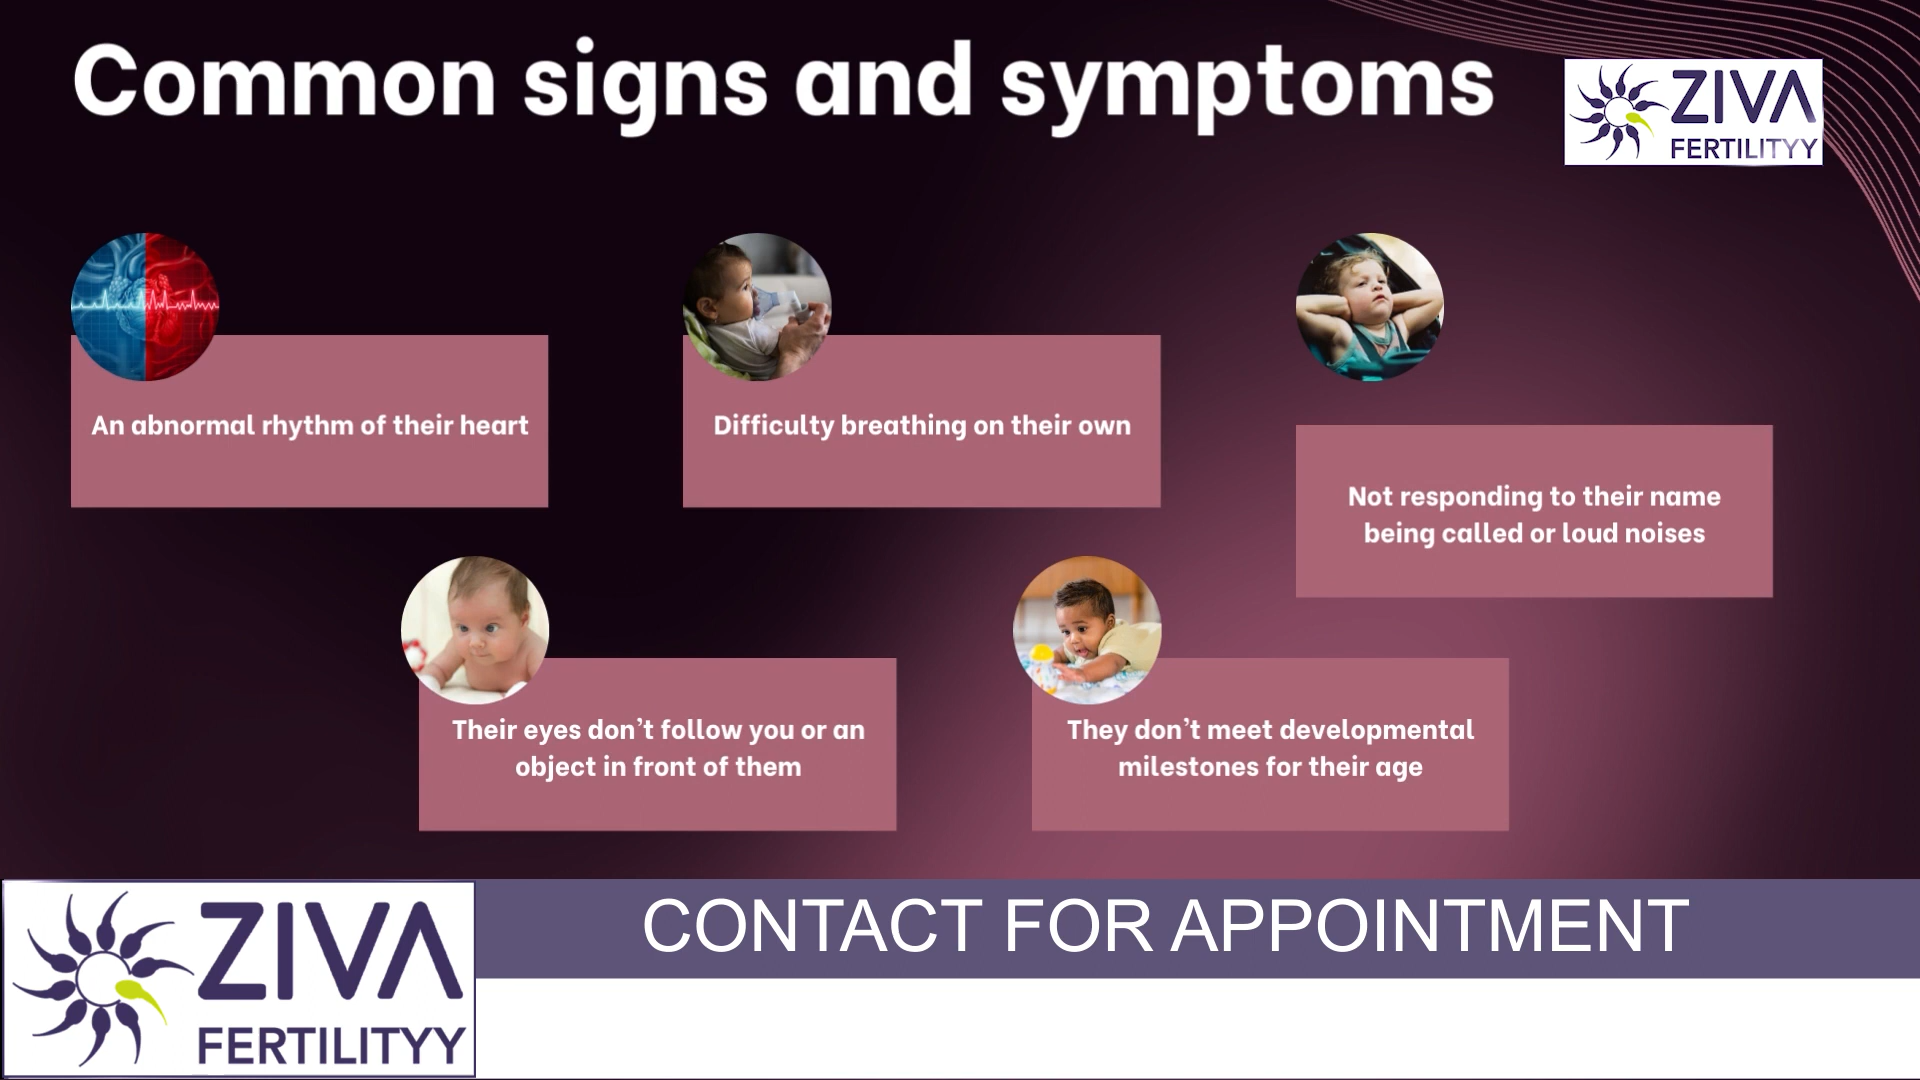 Common signs and symptoms
ZIVA
FERTILITYY
An abnormal rhythm of their heart
Difficulty breathing on their own
Not responding to their name
being called or loud noises
Their eyes don't follow you or an
object in front of them
They don't meet developmental
milestones for their age
ZIVA
FERTILITYY
CONTACT FOR APPOINTMENT